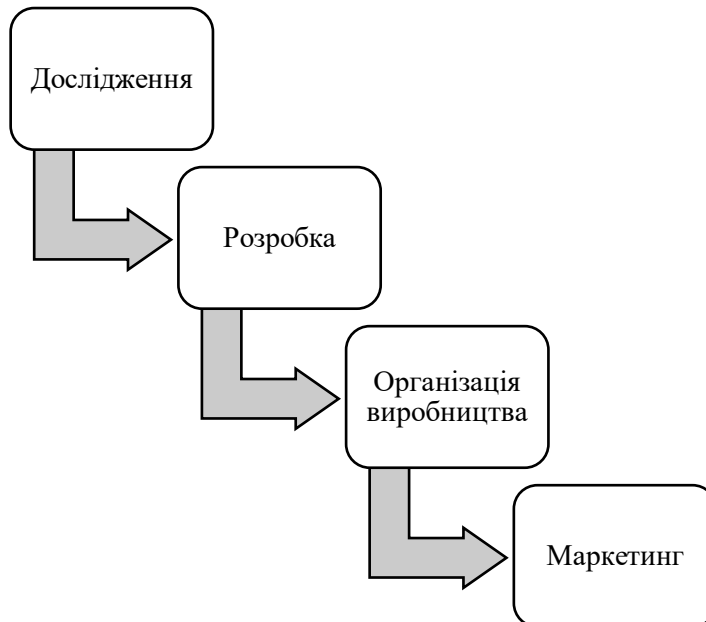 Дослідження
Розробка
Організація
виробництва
Маркетинг